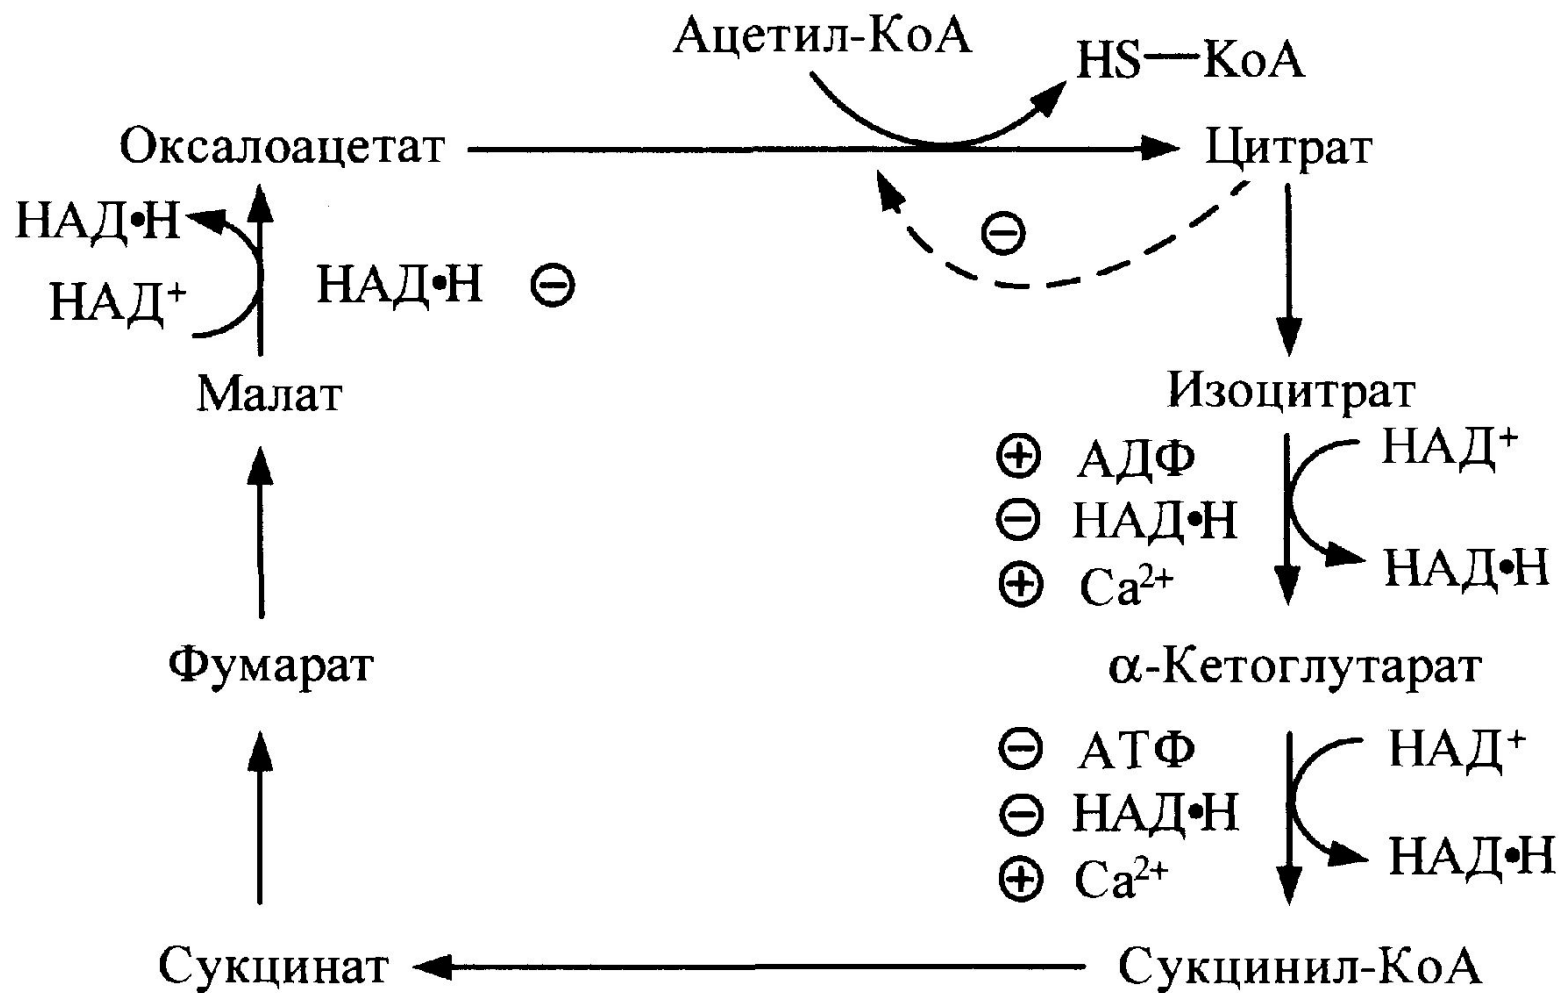 Ацетил-КоА
HS—КоА
Оксалоацетат
Цитрат
НАД•Н
НАД⁺
НАД•Н ⊖
⊖
Малат
Изоцитрат
⊕ АДФ
⊖ НАД•Н
⊕ Ca²⁺
НАД⁺
НАД•Н
Фумарат
α-Кетоглутарат
⊖ АТФ
⊖ НАД•Н
⊕ Ca²⁺
НАД⁺
НАД•Н
Сукцинат
Сукцинил-КоА